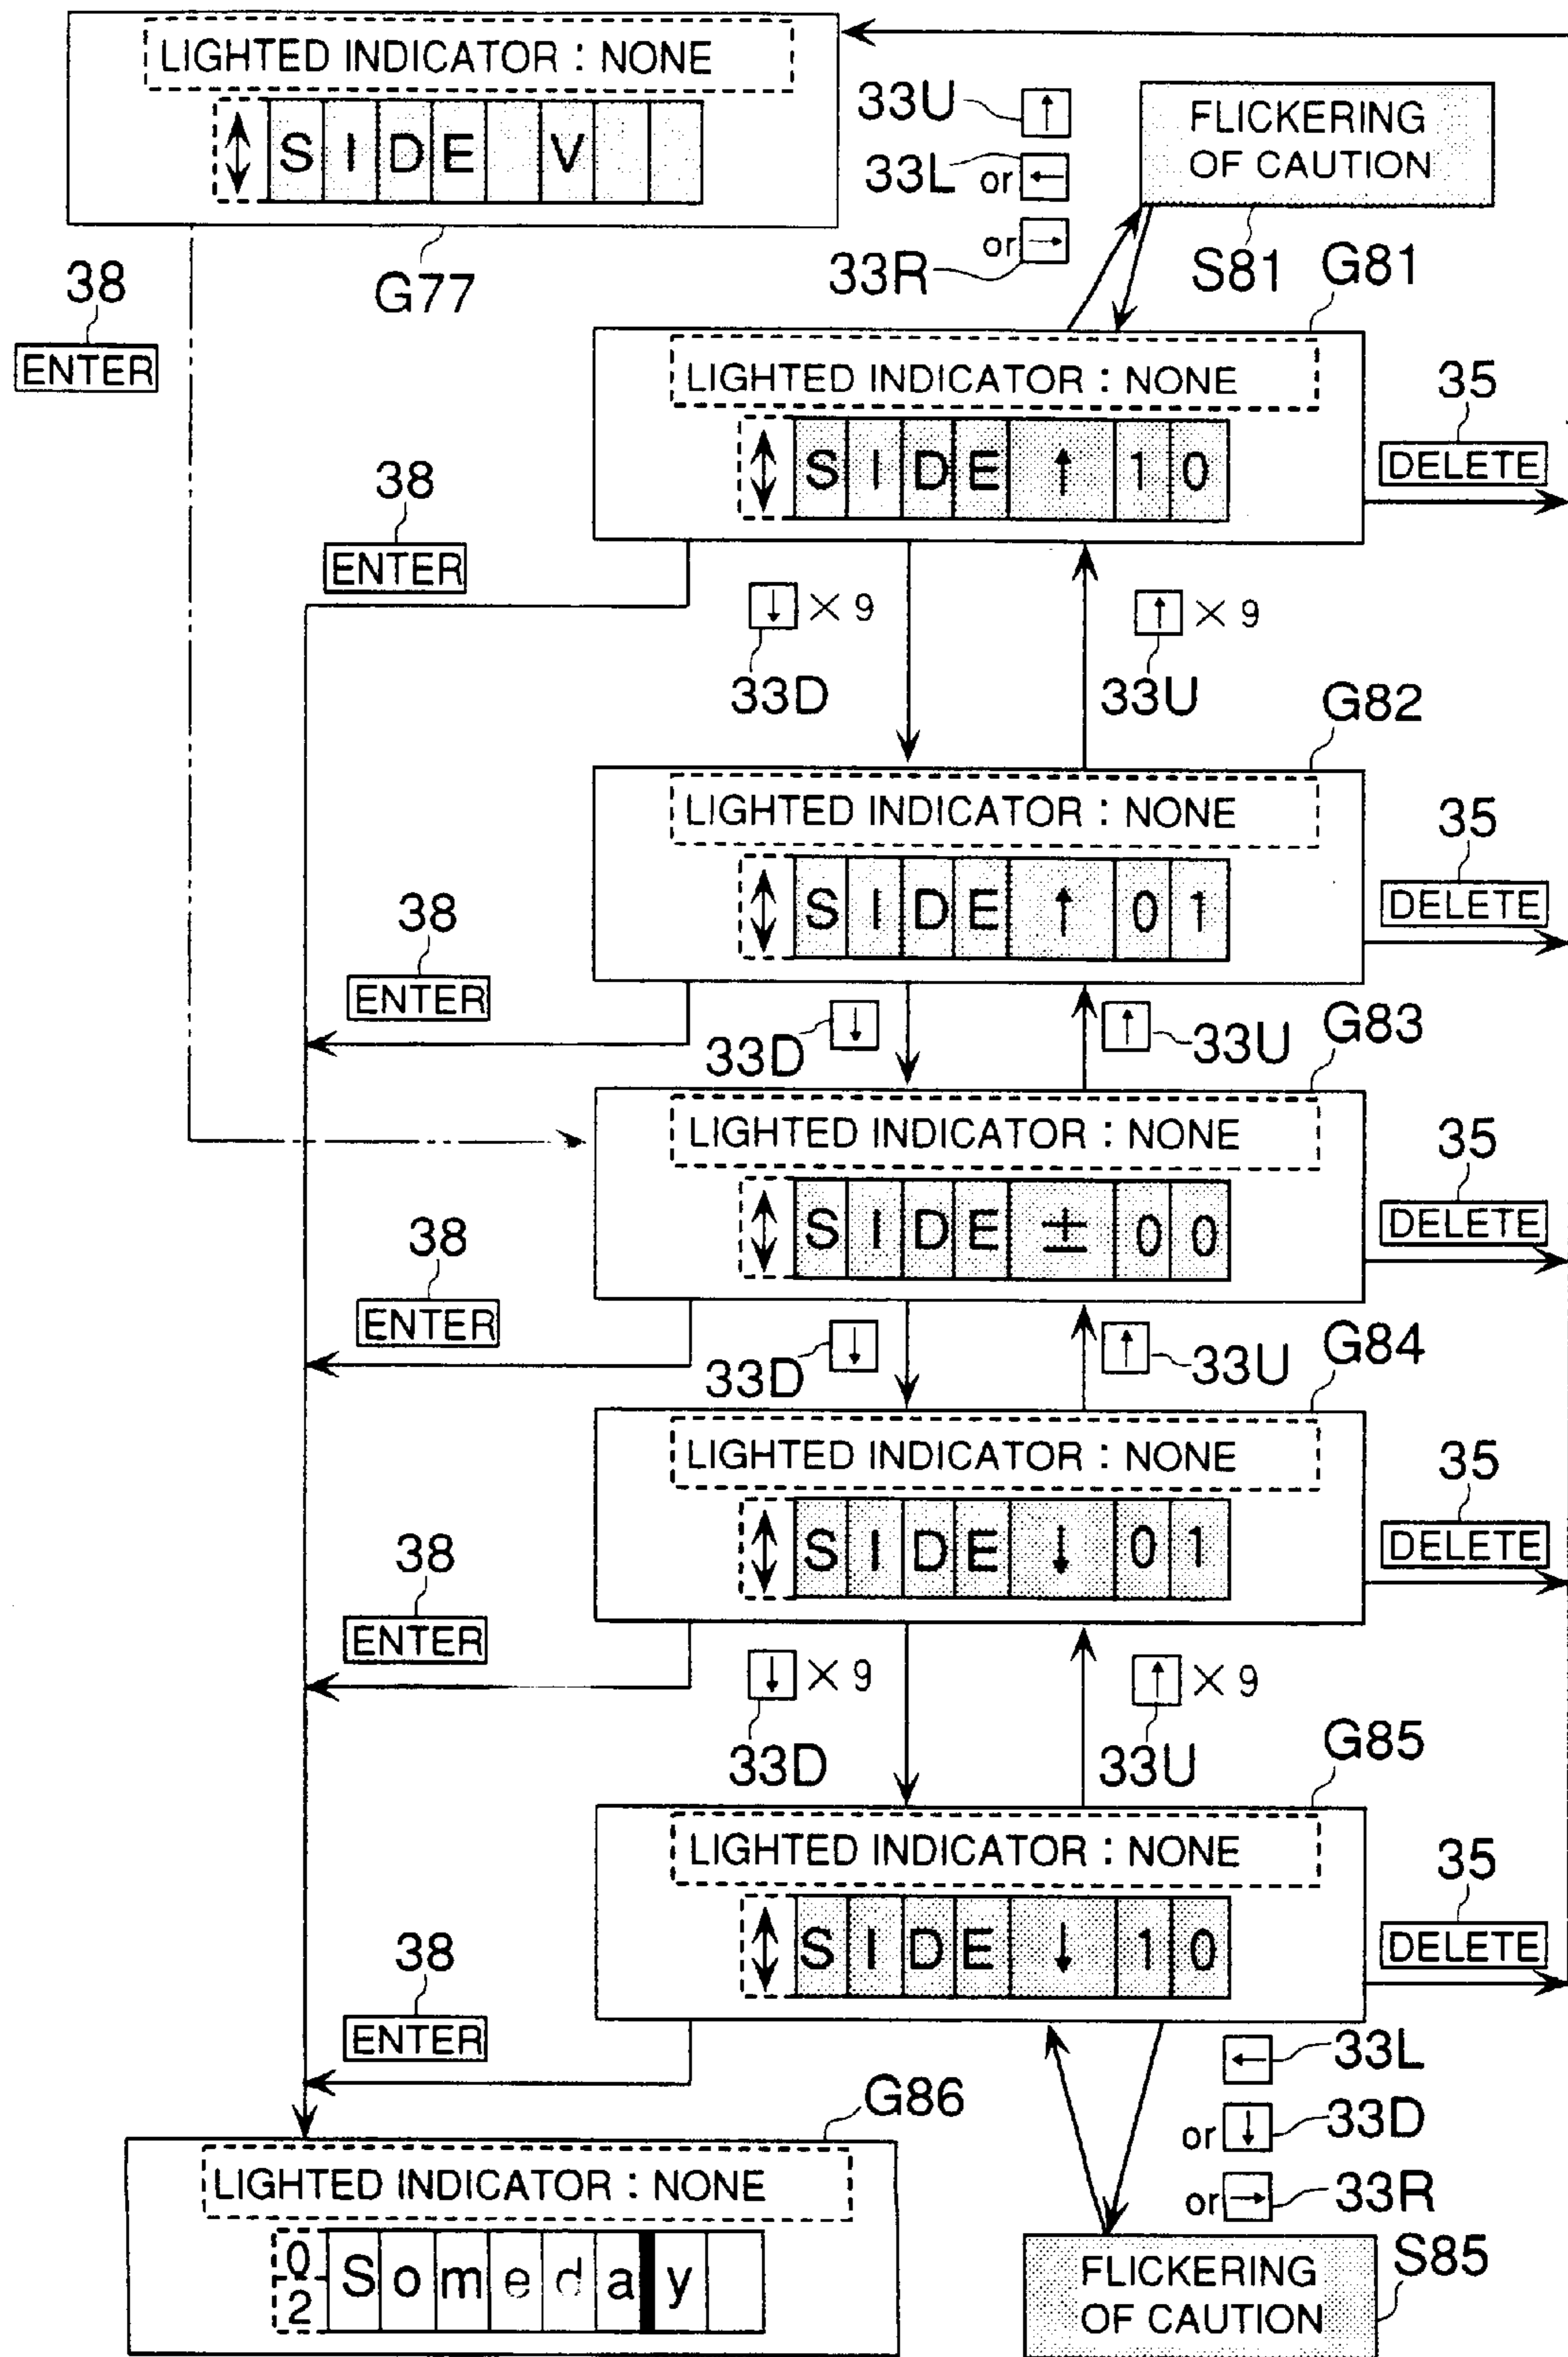 LIGHTED INDICATOR : NONE
↕ SIDE V
G77
33U ↑
33L or ←
33R or →
FLICKERING
OF CAUTION
S81
38
ENTER
G81
LIGHTED INDICATOR : NONE
↕ SIDE ↑ 10
35
DELETE
38
ENTER
↓ × 9
33D
↑ × 9
33U
G82
LIGHTED INDICATOR : NONE
↕ SIDE ↑ 01
35
DELETE
38
ENTER
33D ↓
↑ 33U
G83
LIGHTED INDICATOR : NONE
↕ SIDE ± 00
35
DELETE
38
ENTER
33D ↓
↑ 33U
G84
LIGHTED INDICATOR : NONE
↕ SIDE ↓ 01
35
DELETE
38
ENTER
↓ × 9
33D
↑ × 9
33U
G85
LIGHTED INDICATOR : NONE
↕ SIDE ↓ 10
35
DELETE
38
ENTER
← 33L
or ↓ 33D
or → 33R
G86
LIGHTED INDICATOR : NONE
0
2
Someday
FLICKERING
OF CAUTION
S85